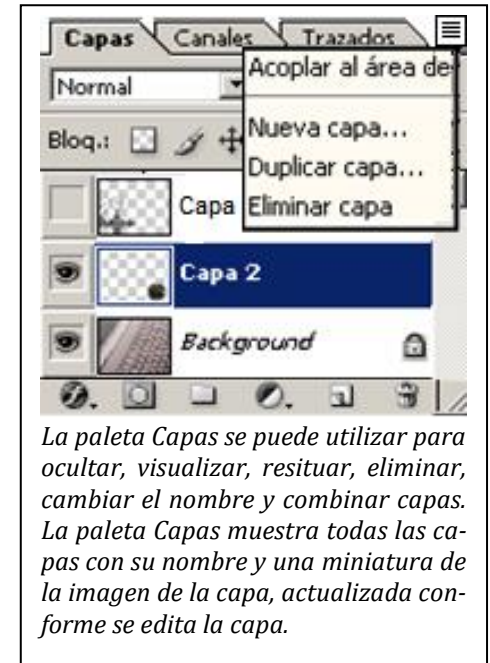 Capas Canales Trazados
Normal
Acoplar al área de
Bloq.:
Nueva capa...
Duplicar capa...
Capa
Eliminar capa
Capa 2
Background
La paleta Capas se puede utilizar para
ocultar, visualizar, resituar, eliminar,
cambiar el nombre y combinar capas.
La paleta Capas muestra todas las ca-
pas con su nombre y una miniatura de
la imagen de la capa, actualizada con-
forme se edita la capa.